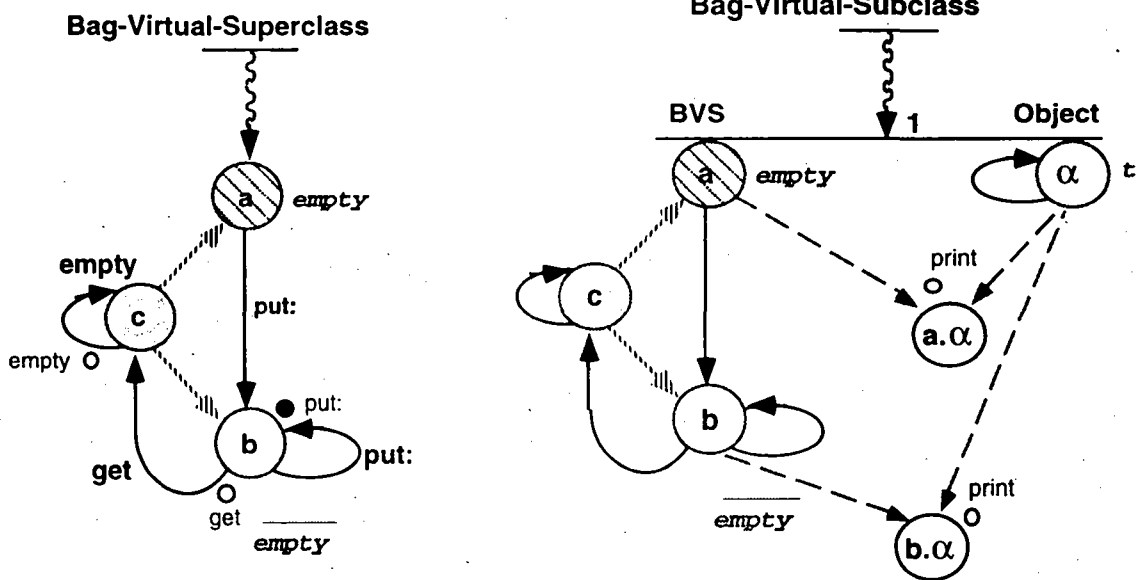 Bag-Virtual-Superclass
a
empty
empty
c
put:
empty
b
put:
put:
get
get
empty
Bag-Virtual-Subclass
BVS
1
Object
a
empty
α
t
c
print
a.α
b
empty
print
b.α